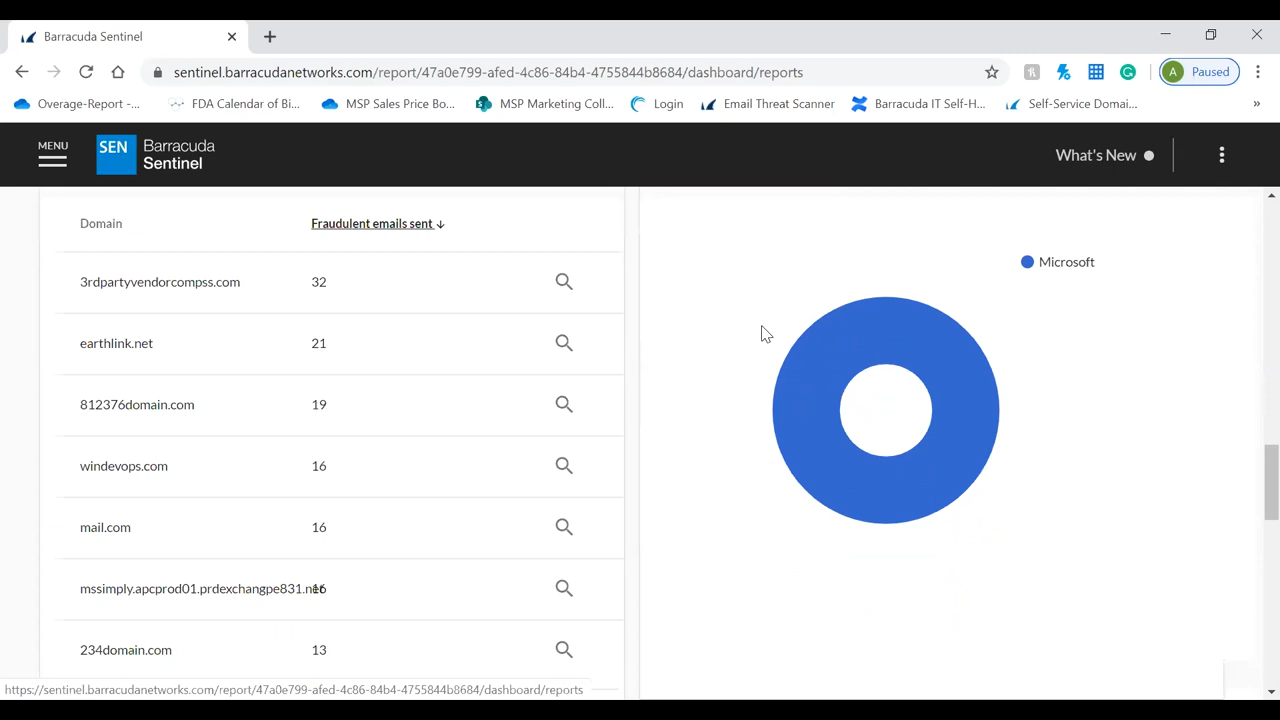 Barracuda Sentinel
sentinel.barracudanetworks.com/report/47a0e799-afed-4c86-84b4-4755844b8684/dashboard/reports
A Paused
Overage-Report -...
FDA Calendar of Bi...
MSP Sales Price Bo...
MSP Marketing Coll...
Login
Email Threat Scanner
Barracuda IT Self-H...
Self-Service Domai...
»
MENU
SEN
Barracuda
Sentinel
What's New
Domain
Fraudulent emails sent
3rdpartyvendorcompss.com 32
earthlink.net 21
812376domain.com 19
windevops.com 16
mail.com 16
mssimply.apcprod01.prdexchangpe831.net 16
234domain.com 13
Microsoft
https://sentinel.barracudanetworks.com/report/47a0e799-afed-4c86-84b4-4755844b8684/dashboard/reports